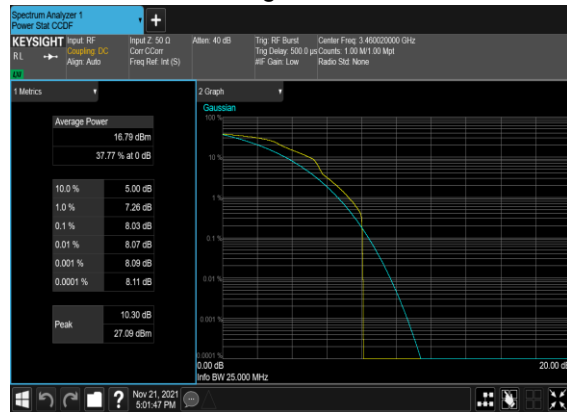 Spectrum Analyzer 1
Power Stat CCDF
KEYSIGHT
RL
Input: RF
Coupling: DC
Align: Auto
Input Z: 50 Ω
Corr CCorr
Freq Ref: Int (S)
Atten: 40 dB
Trig: RF Burst
Trig Delay: 500.0 µs
#IF Gain: Low
Center Freq: 3.460020000 GHz
Counts: 1.00 M/1.00 Mpt
Radio Std: None
1 Metrics
Average Power
16.79 dBm
37.77 % at 0 dB
10.0 % 5.00 dB
1.0 % 7.26 dB
0.1 % 8.03 dB
0.01 % 8.07 dB
0.001 % 8.09 dB
0.0001 % 8.11 dB
Peak
10.30 dB
27.09 dBm
2 Graph
Gaussian
100 %
10 %
1 %
0.1 %
0.01 %
0.001 %
0.0001 %
0.00 dB
20.00 dB
Info BW 25.000 MHz
Nov 21, 2021
5:01:47 PM